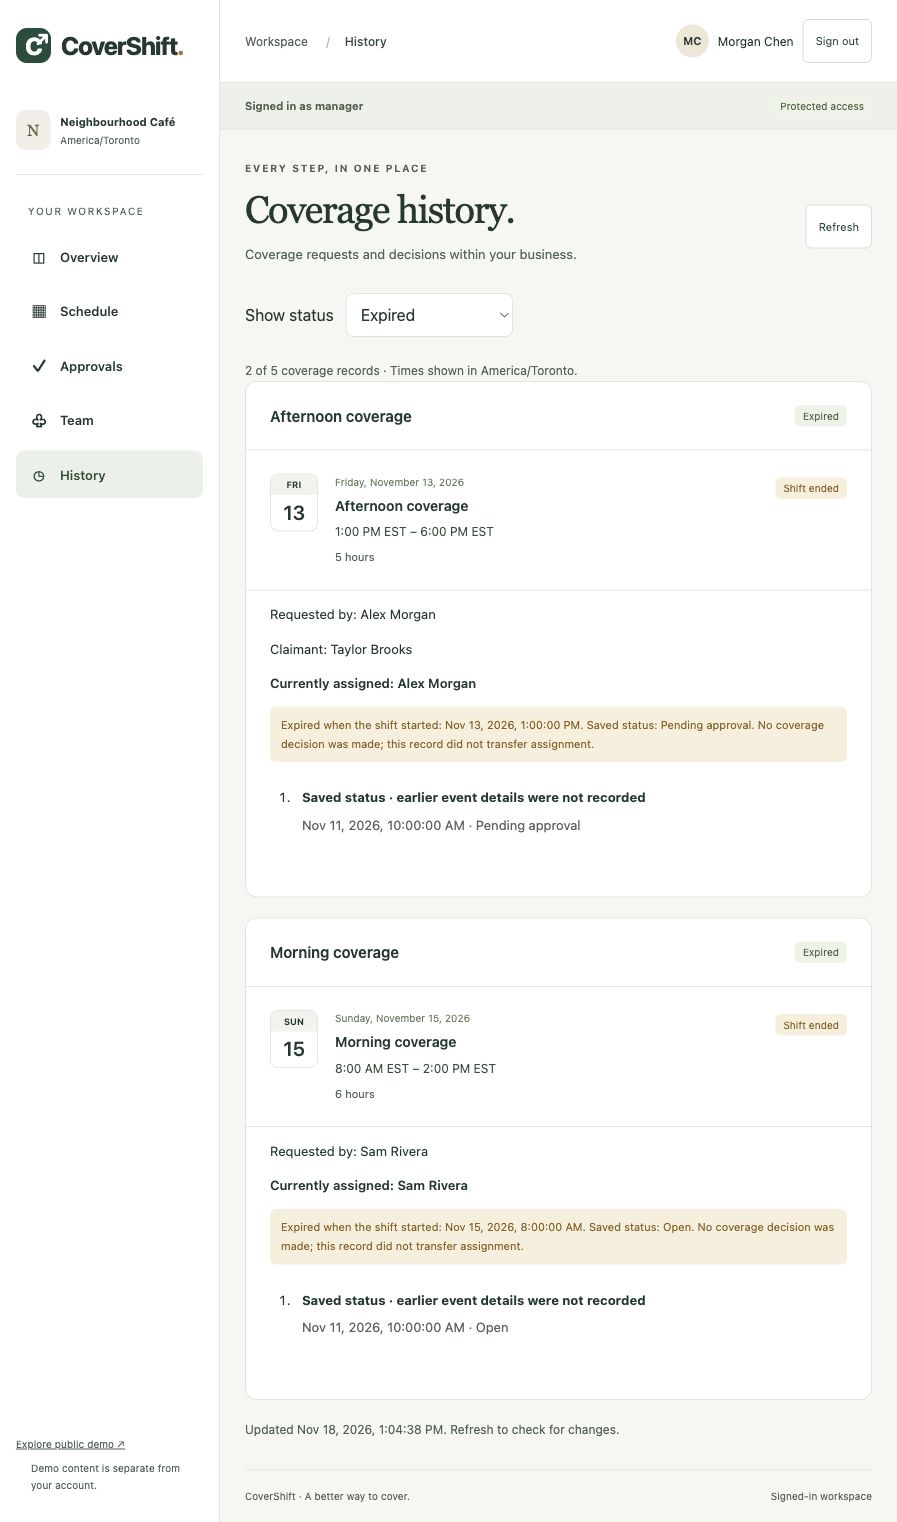 CoverShift.
Neighbourhood Café
N
America/Toronto
YOUR WORKSPACE
Overview
Schedule
Approvals
Team
History
Explore public demo ↗
Demo content is separate from
your account.
Workspace / History
MC Morgan Chen Sign out
Signed in as manager Protected access
EVERY STEP, IN ONE PLACE
Coverage history.
Coverage requests and decisions within your business.
Refresh
Show status Expired
2 of 5 coverage records · Times shown in America/Toronto.
Afternoon coverage Expired
FRI
13
Friday, November 13, 2026
Afternoon coverage
1:00 PM EST – 6:00 PM EST
5 hours
Shift ended
Requested by: Alex Morgan
Claimant: Taylor Brooks
Currently assigned: Alex Morgan
Expired when the shift started: Nov 13, 2026, 1:00:00 PM. Saved status: Pending approval. No coverage
decision was made; this record did not transfer assignment.
1. Saved status · earlier event details were not recorded
Nov 11, 2026, 10:00:00 AM · Pending approval
Morning coverage Expired
SUN
15
Sunday, November 15, 2026
Morning coverage
8:00 AM EST – 2:00 PM EST
6 hours
Shift ended
Requested by: Sam Rivera
Currently assigned: Sam Rivera
Expired when the shift started: Nov 15, 2026, 8:00:00 AM. Saved status: Open. No coverage decision was
made; this record did not transfer assignment.
1. Saved status · earlier event details were not recorded
Nov 11, 2026, 10:00:00 AM · Open
Updated Nov 18, 2026, 1:04:38 PM. Refresh to check for changes.
CoverShift · A better way to cover. Signed-in workspace